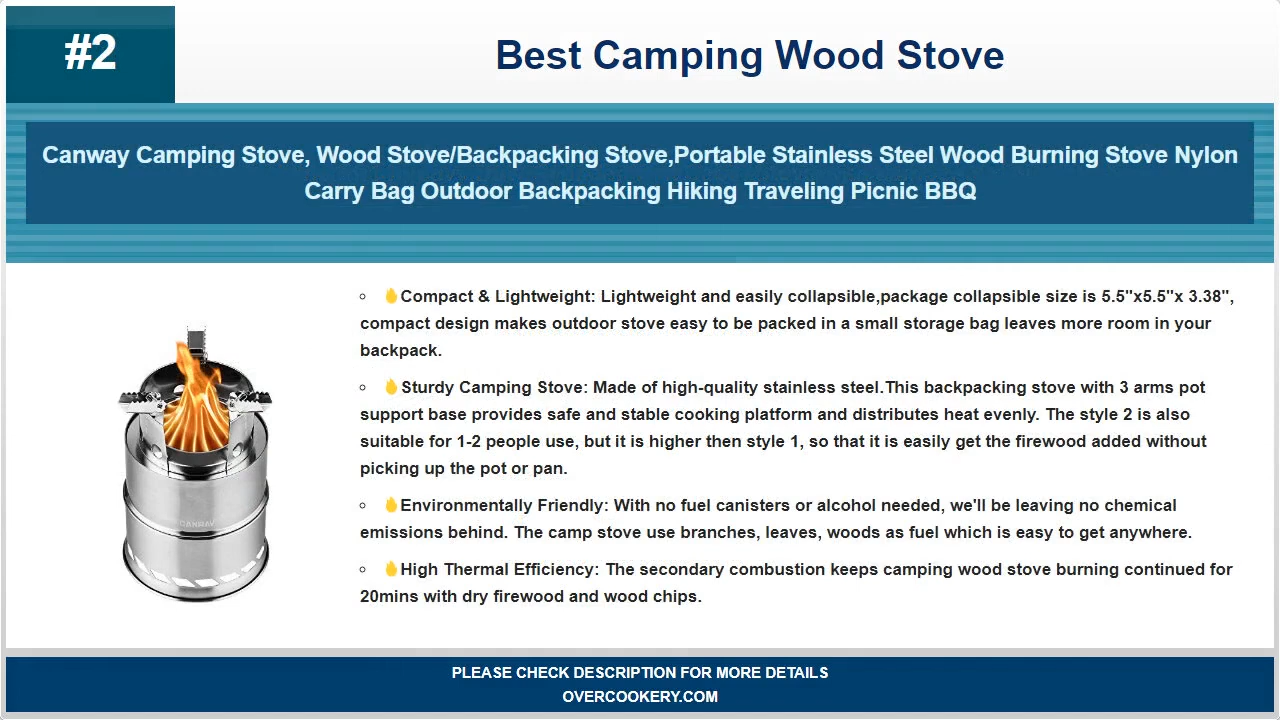 #2
Best Camping Wood Stove
Canway Camping Stove, Wood Stove/Backpacking Stove,Portable Stainless Steel Wood Burning Stove Nylon
Carry Bag Outdoor Backpacking Hiking Traveling Picnic BBQ
Compact & Lightweight: Lightweight and easily collapsible,package collapsible size is 5.5''x5.5''x 3.38'',
compact design makes outdoor stove easy to be packed in a small storage bag leaves more room in your
backpack.
Sturdy Camping Stove: Made of high-quality stainless steel.This backpacking stove with 3 arms pot
support base provides safe and stable cooking platform and distributes heat evenly. The style 2 is also
suitable for 1-2 people use, but it is higher then style 1, so that it is easily get the firewood added without
picking up the pot or pan.
Environmentally Friendly: With no fuel canisters or alcohol needed, we'll be leaving no chemical
emissions behind. The camp stove use branches, leaves, woods as fuel which is easy to get anywhere.
High Thermal Efficiency: The secondary combustion keeps camping wood stove burning continued for
20mins with dry firewood and wood chips.
PLEASE CHECK DESCRIPTION FOR MORE DETAILS
OVERCOOKERY.COM